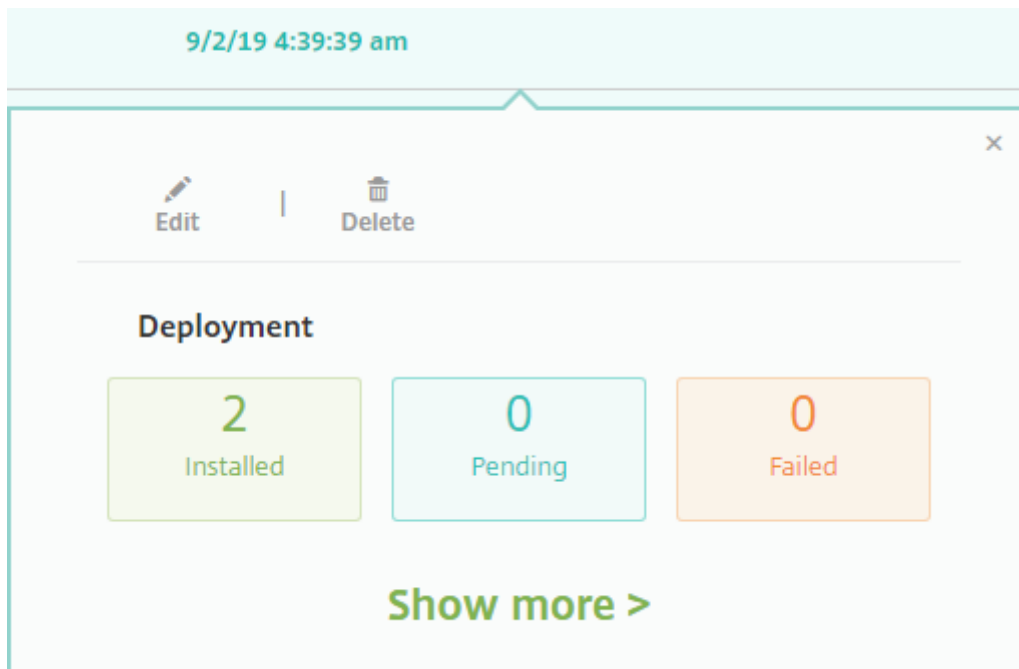 9/2/19 4:39:39 am
×
Edit | Delete
Deployment
2 0 0
Installed Pending Failed
Show more >